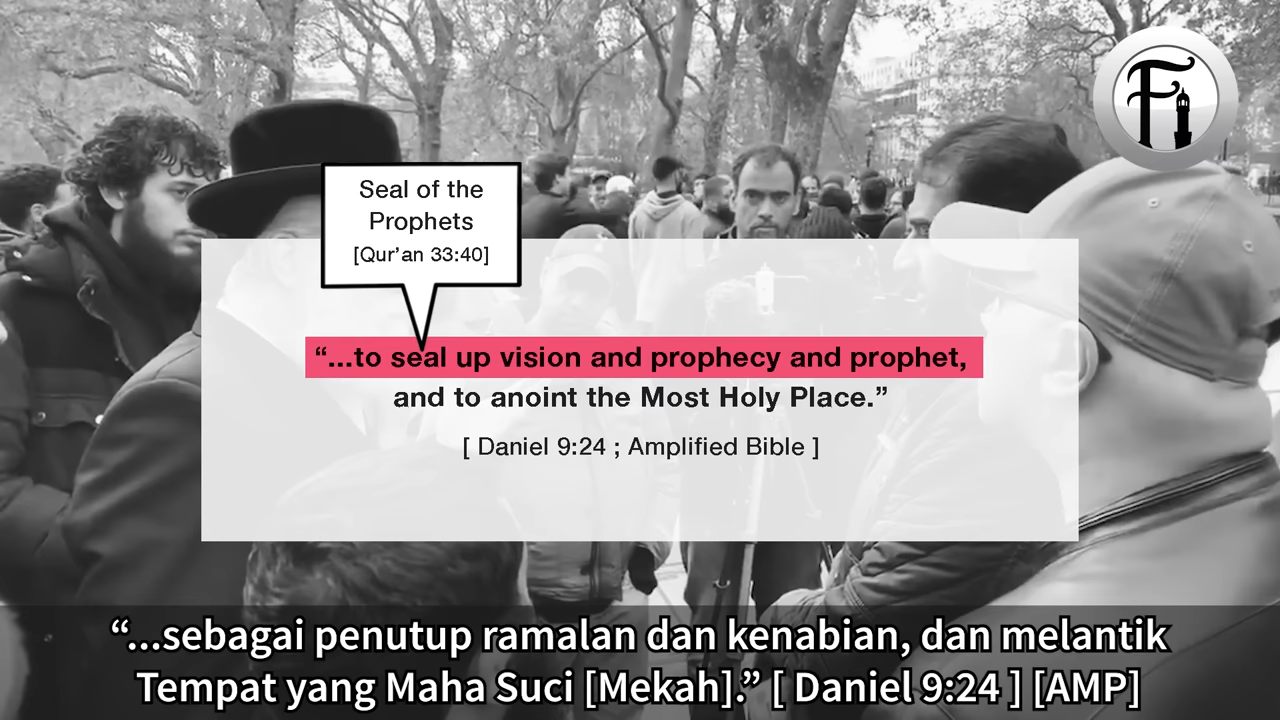 Fi
Seal of the
Prophets
[Qur’an 33:40]
“...to seal up vision and prophecy and prophet,
and to anoint the Most Holy Place.”
[ Daniel 9:24 ; Amplified Bible ]
“...sebagai penutup ramalan dan kenabian, dan melantik
Tempat yang Maha Suci [Mekah].” [ Daniel 9:24 ] [AMP]